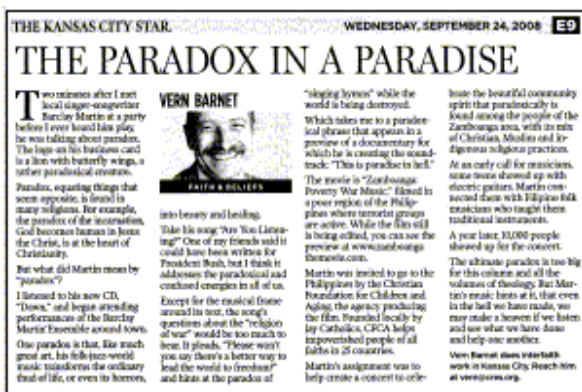 THE KANSAS CITY STAR.
WEDNESDAY, SEPTEMBER 24, 2008
E9
THE PARADOX IN A PARADISE
Two minutes after I met
local singer-songwriter
Barclay Martin at a party
before I ever heard him play,
he was talking about paradox.
The logo on his business card
is a lion with butterfly wings, a
rather paradoxical creature.
Paradox, equating things that
seem opposite, is found in
many religions. For example,
the paradox of the incarnation,
God becomes human in Jesus
the Christ, is at the heart of
Christianity.
But what did Martin mean by
"paradox"?
I listened to his new CD,
"Down," and began attending
performances of the Barclay
Martin Ensemble around town.
One paradox is that, like much
great art, his folk-jazz-world
music transforms the ordinary
thud of life, or even its horrors,
VERN BARNET
FAITH & BELIEFS
into beauty and healing.
Take his song "Are You Listen-
ing?" One of my friends said it
could have been written for
President Bush, but I think it
addresses the paradoxical and
confused energies in all of us.
Except for the musical frame
around its text, the song's
questions about the "religion
of war" would be too much to
bear. It pleads, "Please won't
you say there's a better way to
lead the world to freedom?"
and hints at the paradox of
"singing hymns" while the
world is being destroyed.
Which takes me to a paradox-
ical phrase that appears in a
preview of a documentary for
which he is creating the sound-
track: "This is paradise in hell."
The movie is "Zamboanga:
Poverty War Music," filmed in
a poor region of the Philip-
pines where terrorist groups
are active. While the film still
is being edited, you can see the
preview at www.zamboanga
themovie.com.
Martin was invited to go to the
Philippines by the Christian
Foundation for Children and
Aging, the agency producing
the film. Founded locally by
lay Catholics, CFCA helps
impoverished people of all
faiths in 25 countries.
Martin's assignment was to
help create a concert to cele-
brate the beautiful community
spirit that paradoxically is
found among the people of the
Zamboanga area, with its mix
of Christian, Muslim and in-
digenous religious practices.
At an early call for musicians,
some teens showed up with
electric guitars. Martin con-
nected them with Filipino folk
musicians who taught them
traditional instruments.
A year later, 10,000 people
showed up for the concert.
The ultimate paradox is too big
for this column and all the
volumes of theology. But Mar-
tin's music hints at it, that even
in the hell we have made, we
may make a heaven if we listen
and see what we have done
and help one another.
Vern Barnet does interfaith
work in Kansas City. Reach him
at vern@cres.org.